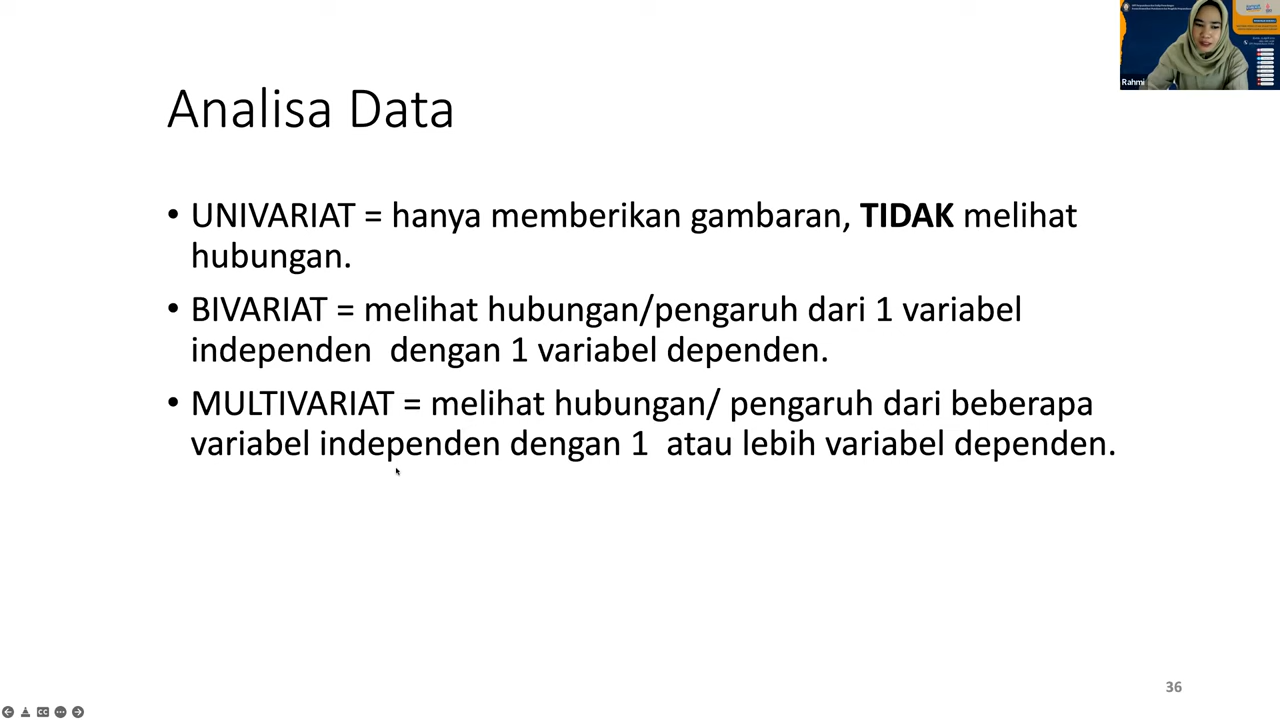 Rahmi
Analisa Data
• UNIVARIAT = hanya memberikan gambaran, TIDAK melihat
hubungan.
• BIVARIAT = melihat hubungan/pengaruh dari 1 variabel
independen dengan 1 variabel dependen.
• MULTIVARIAT = melihat hubungan/ pengaruh dari beberapa
variabel independen dengan 1 atau lebih variabel dependen.
36
CC